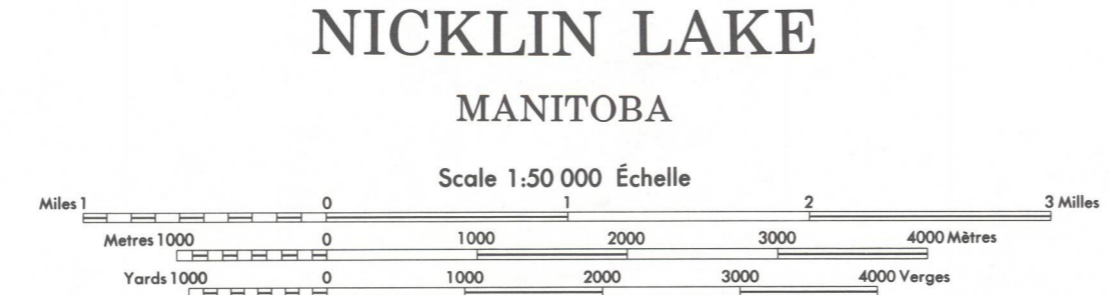 NICKLIN LAKE
MANITOBA
Scale 1:50 000 Échelle
Miles 1 0 1 2 3 Milles
Metres 1000 0 1000 2000 3000 4000 Mètres
Yards 1000 0 1000 2000 3000 4000 Verges